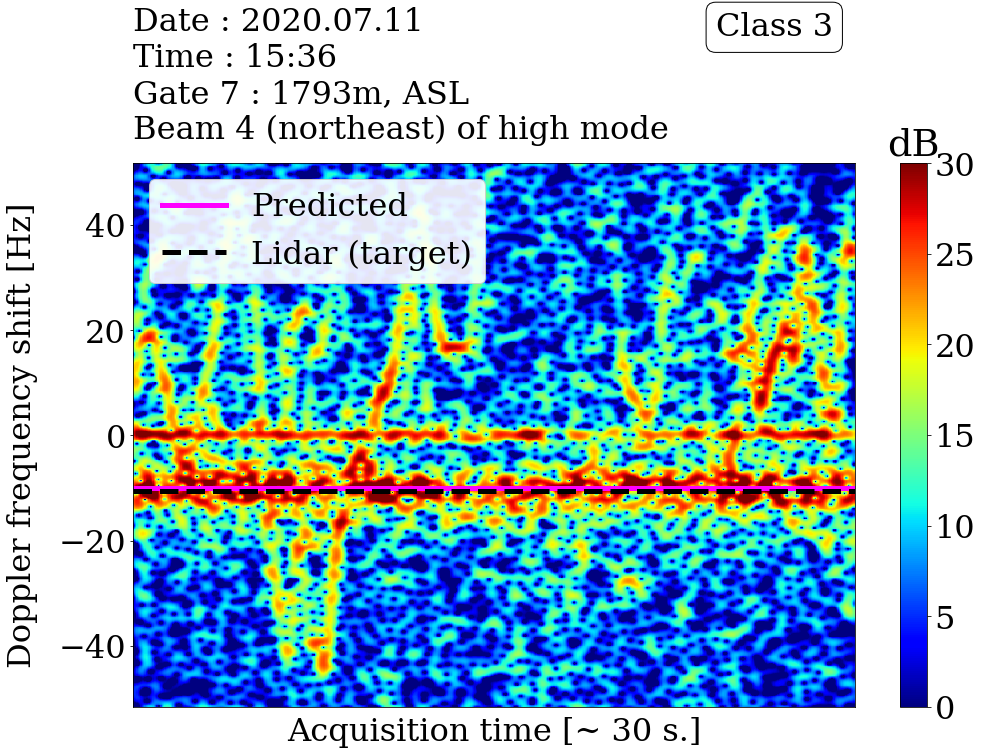 Date : 2020.07.11
Time : 15:36
Gate 7 : 1793m, ASL
Beam 4 (northeast) of high mode
Class 3
dB
Predicted
Lidar (target)
Doppler frequency shift [Hz]
40
20
0
−20
−40
30
25
20
15
10
5
0
Acquisition time [~ 30 s.]